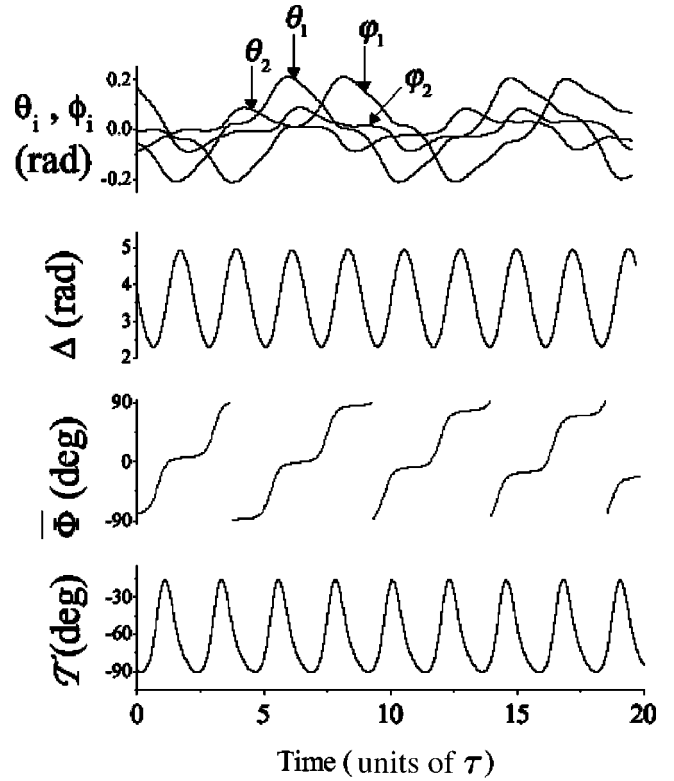 θ₁
θ₂
φ₁
φ₂
0.2
θᵢ , ϕᵢ
0.0
(rad)
-0.2
5
4
3
2
Δ (rad)
90
0
-90
Φ̅ (deg)
-30
-60
-90
𝒯 (deg)
0 5 10 15 20
Time (units of τ)